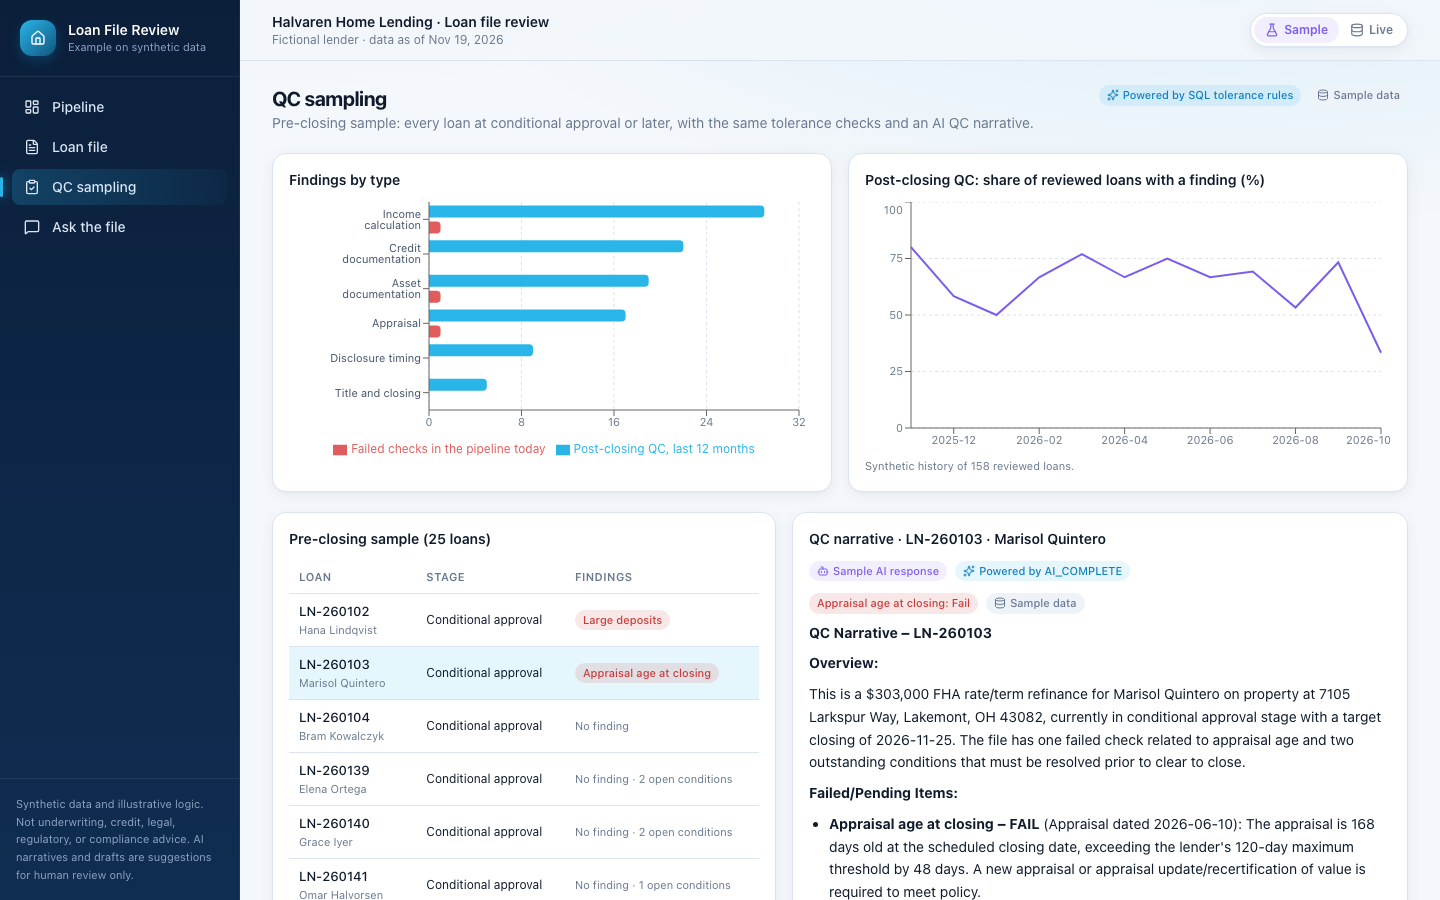 Loan File Review
Example on synthetic data
Pipeline
Loan file
QC sampling
Ask the file
Synthetic data and illustrative logic.
Not underwriting, credit, legal,
regulatory, or compliance advice. AI
narratives and drafts are suggestions
for human review only.
Halvaren Home Lending · Loan file review
Fictional lender · data as of Nov 19, 2026
Sample
Live
QC sampling
Pre-closing sample: every loan at conditional approval or later, with the same tolerance checks and an AI QC narrative.
Powered by SQL tolerance rules
Sample data
Findings by type
Income
calculation
Credit
documentation
Asset
documentation
Appraisal
Disclosure timing
Title and closing
0 8 16 24 32
Failed checks in the pipeline today
Post-closing QC, last 12 months
Post-closing QC: share of reviewed loans with a finding (%)
100
75
50
25
0
2025-12 2026-02 2026-04 2026-06 2026-08 2026-10
Synthetic history of 158 reviewed loans.
Pre-closing sample (25 loans)
LOAN STAGE FINDINGS
LN-260102
Hana Lindqvist
Conditional approval
Large deposits
LN-260103
Marisol Quintero
Conditional approval
Appraisal age at closing
LN-260104
Bram Kowalczyk
Conditional approval
No finding
LN-260139
Elena Ortega
Conditional approval
No finding · 2 open conditions
LN-260140
Grace Iyer
Conditional approval
No finding · 2 open conditions
LN-260141
Omar Halvorsen
Conditional approval
No finding · 1 open conditions
QC narrative · LN-260103 · Marisol Quintero
Sample AI response
Powered by AI_COMPLETE
Appraisal age at closing: Fail
Sample data
QC Narrative – LN-260103
Overview:
This is a $303,000 FHA rate/term refinance for Marisol Quintero on property at 7105
Larkspur Way, Lakemont, OH 43082, currently in conditional approval stage with a target
closing of 2026-11-25. The file has one failed check related to appraisal age and two
outstanding conditions that must be resolved prior to clear to close.
Failed/Pending Items:
• Appraisal age at closing – FAIL (Appraisal dated 2026-06-10): The appraisal is 168
days old at the scheduled closing date, exceeding the lender's 120-day maximum
threshold by 48 days. A new appraisal or appraisal update/recertification of value is
required to meet policy.